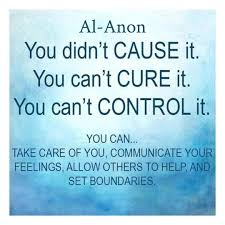 Al-Anon
You didn't CAUSE it.
You can't CURE it.
You can't CONTROL it.
YOU CAN...
TAKE CARE OF YOU, COMMUNICATE YOUR
FEELINGS, ALLOW OTHERS TO HELP, AND
SET BOUNDARIES.